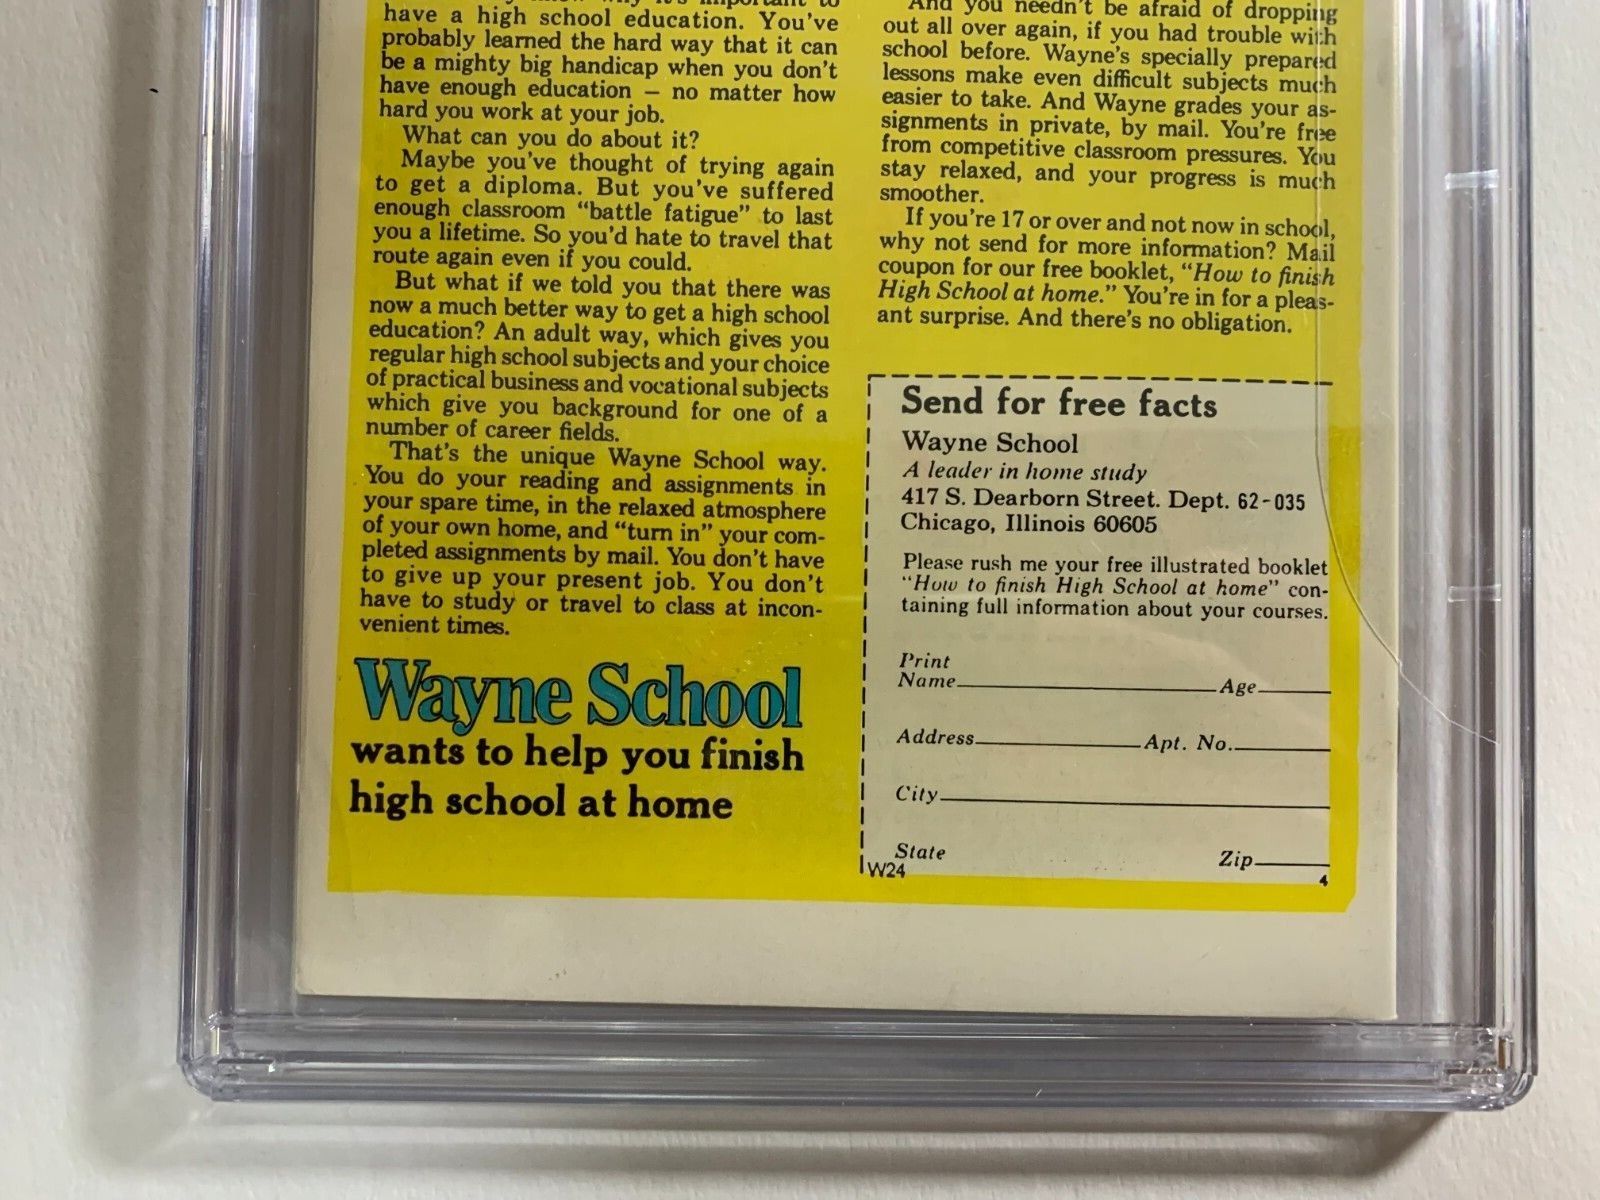 have a high school education. You've
probably learned the hard way that it can
be a mighty big handicap when you don't
have enough education – no matter how
hard you work at your job.
What can you do about it?
Maybe you've thought of trying again
to get a diploma. But you've suffered
enough classroom "battle fatigue" to last
you a lifetime. So you'd hate to travel that
route again even if you could.
But what if we told you that there was
now a much better way to get a high school
education? An adult way, which gives you
regular high school subjects and your choice
of practical business and vocational subjects
which give you background for one of a
number of career fields.
That's the unique Wayne School way.
You do your reading and assignments in
your spare time, in the relaxed atmosphere
of your own home, and "turn in" your com-
pleted assignments by mail. You don't have
to give up your present job. You don't
have to study or travel to class at incon-
venient times.
Wayne School
wants to help you finish
high school at home
And you needn't be afraid of dropping
out all over again, if you had trouble with
school before. Wayne's specially prepared
lessons make even difficult subjects much
easier to take. And Wayne grades your as-
signments in private, by mail. You're free
from competitive classroom pressures. You
stay relaxed, and your progress is much
smoother.
If you're 17 or over and not now in school,
why not send for more information? Mail
coupon for our free booklet, "How to finish
High School at home." You're in for a pleas-
ant surprise. And there's no obligation.
Send for free facts
Wayne School
A leader in home study
417 S. Dearborn Street. Dept. 62-035
Chicago, Illinois 60605
Please rush me your free illustrated booklet
"How to finish High School at home" con-
taining full information about your courses.
Print
Name Age
Address Apt. No.
City
State Zip
W24 4